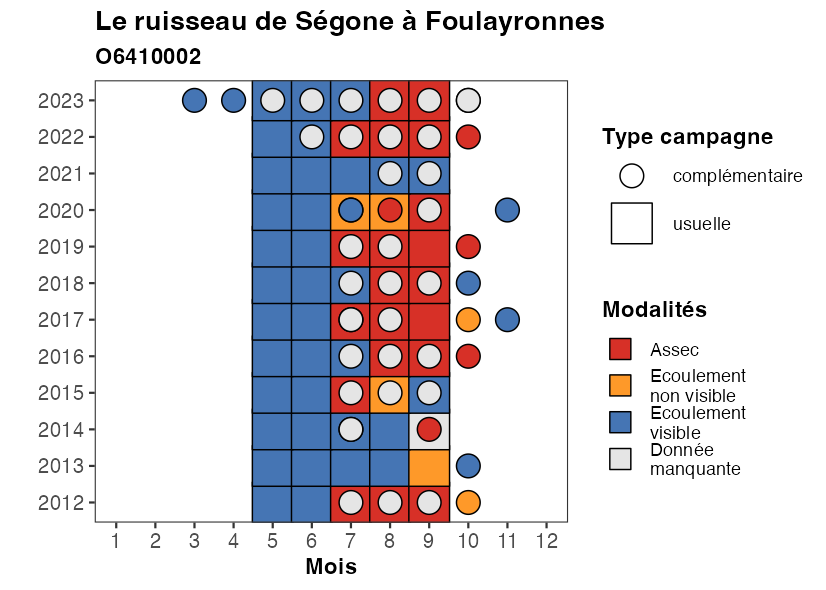 Le ruisseau de Ségone à Foulayronnes
O6410002
2023
2022
2021
2020
2019
2018
2017
2016
2015
2014
2013
2012
1 2 3 4 5 6 7 8 9 10 11 12
Mois
Type campagne
complémentaire
usuelle
Modalités
Assec
Ecoulement
non visible
Ecoulement
visible
Donnée
manquante